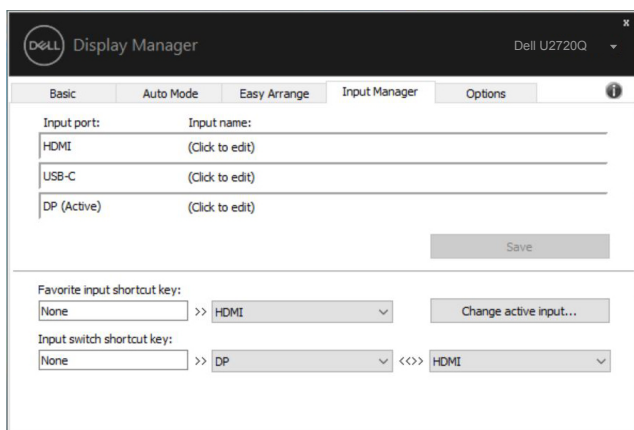 x
DELL Display Manager Dell U2720Q
Basic Auto Mode Easy Arrange Input Manager Options i
Input port: Input name:
HDMI (Click to edit)
USB-C (Click to edit)
DP (Active) (Click to edit)
Save
Favorite input shortcut key:
None >> HDMI Change active input...
Input switch shortcut key:
None >> DP <<>> HDMI